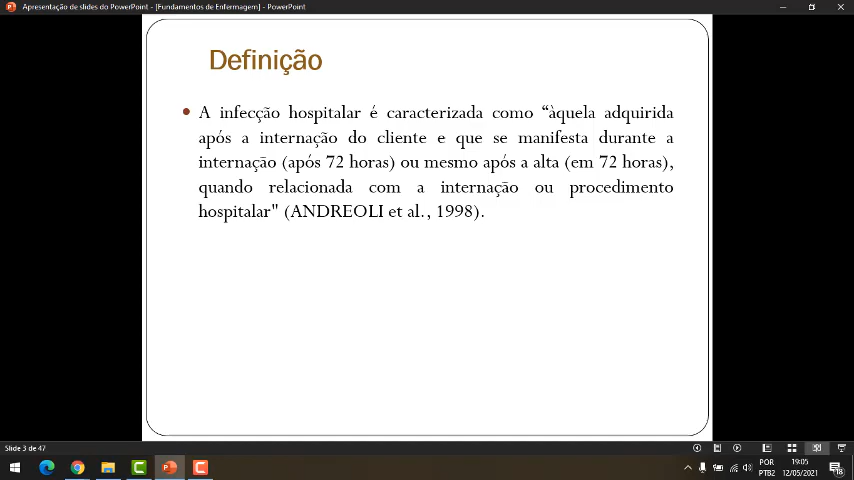 Apresentação de slides do PowerPoint - [Fundamentos de Enfermagem] - PowerPoint
Definição
• A infecção hospitalar é caracterizada como “àquela adquirida
após a internação do cliente e que se manifesta durante a
internação (após 72 horas) ou mesmo após a alta (em 72 horas),
quando relacionada com a internação ou procedimento
hospitalar" (ANDREOLI et al., 1998).
Slide 3 de 47
POR
PTB2
19:05
12/05/2021
18